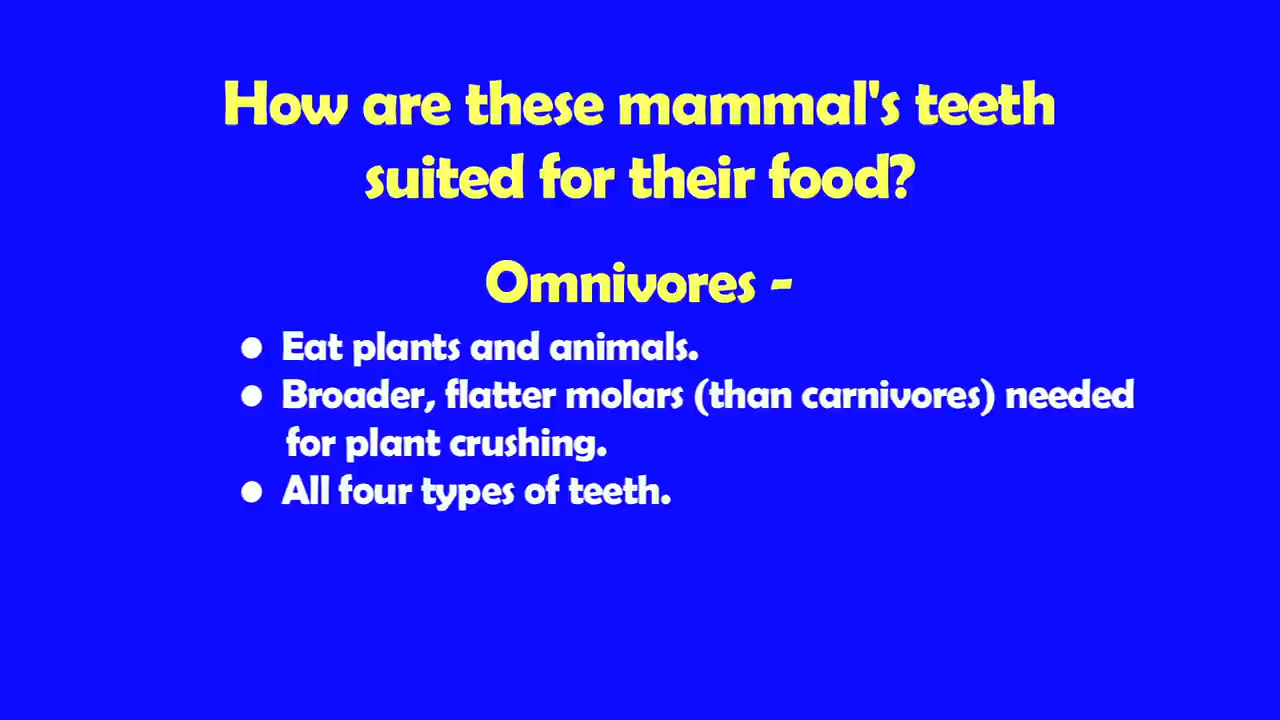 How are these mammal's teeth
suited for their food?
Omnivores -
● Eat plants and animals.
● Broader, flatter molars (than carnivores) needed
for plant crushing.
● All four types of teeth.